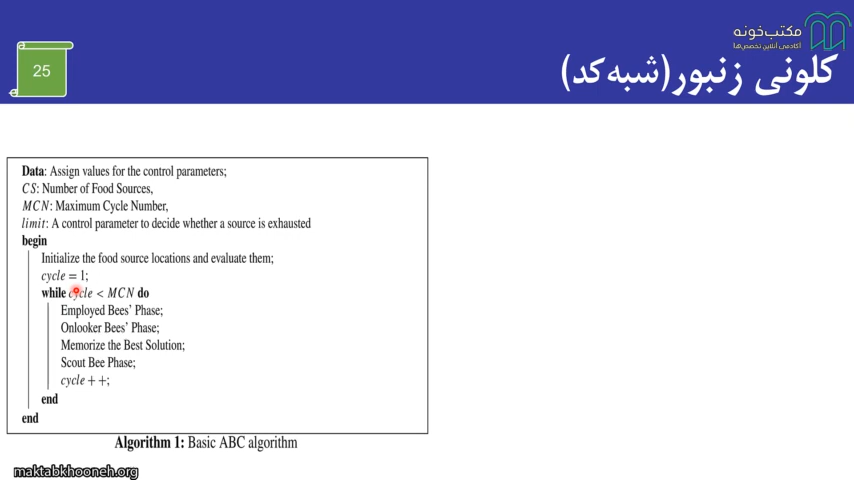 مکتب‌خونه
آکادمی آنلاین تخصص‌ها
25
کلونی زنبور(شبه‌کد)
Data: Assign values for the control parameters;
CS: Number of Food Sources,
MCN: Maximum Cycle Number,
limit: A control parameter to decide whether a source is exhausted
begin
Initialize the food source locations and evaluate them;
cycle = 1;
while cycle < MCN do
Employed Bees' Phase;
Onlooker Bees' Phase;
Memorize the Best Solution;
Scout Bee Phase;
cycle + +;
end
end
Algorithm 1: Basic ABC algorithm
maktabkhooneh.org